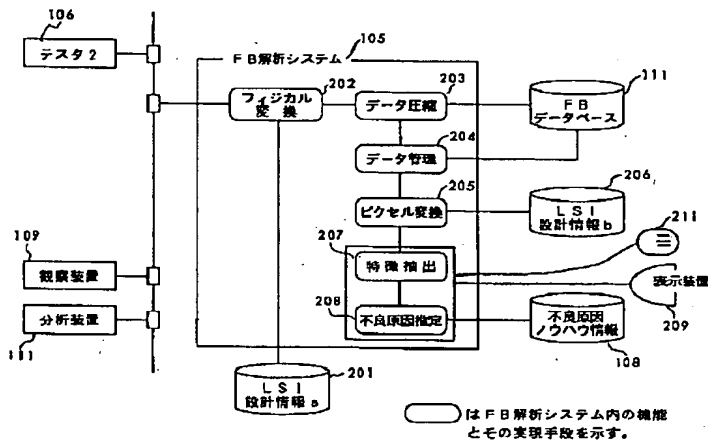 106
テスタ2
105
FB解析システム
202
フィジカル
変換
203
データ圧縮
111
FB
データベース
204
データ管理
205
ピクセル変換
206
LSI
設計情報b
211
207
特徴抽出
109
観察装置
表示装置
209
208
不良原因推定
不良原因
ノウハウ情報
108
分析装置
111
201
LSI
設計情報a
はFB解析システム内の機能
とその実現手段を示す。